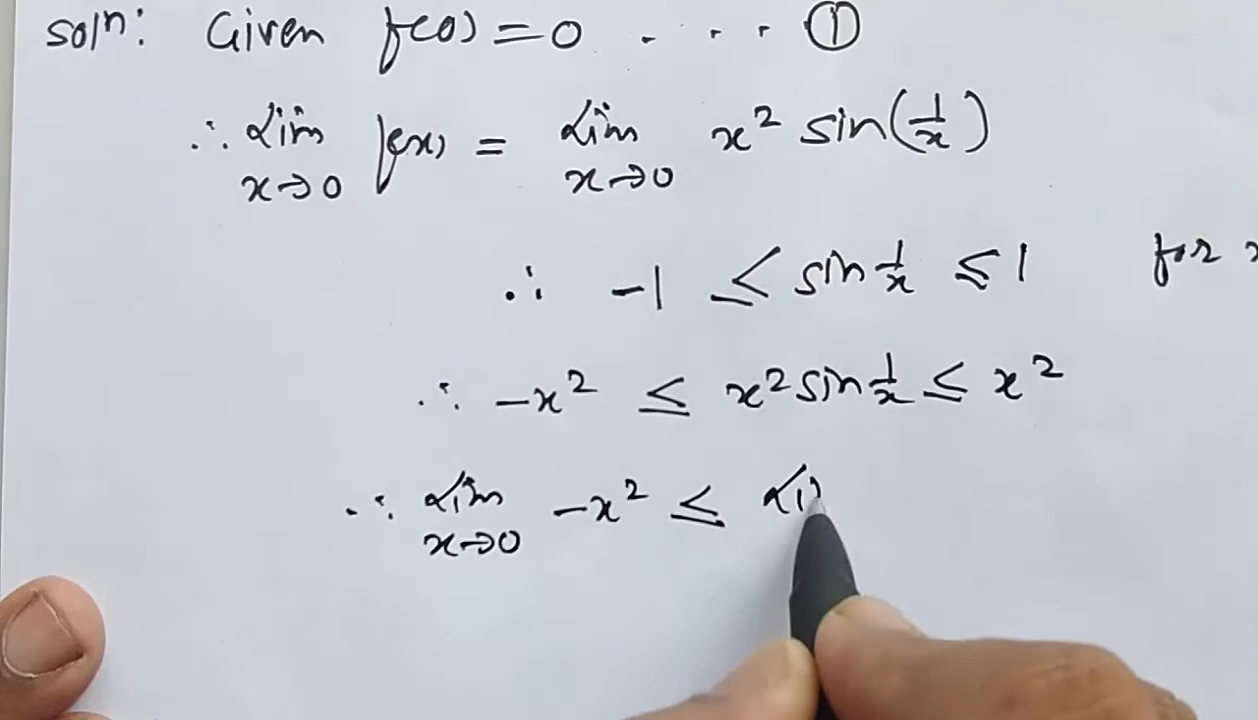 soln: Given f(0) = 0 . . . . ①
∴ Lim x→0 f(x) = Lim x→0 x² sin(1/x)
∴ -1 ≤ sin 1/x ≤ 1 for
∴ -x² ≤ x² sin 1/x ≤ x²
∴ Lim x→0 -x² ≤